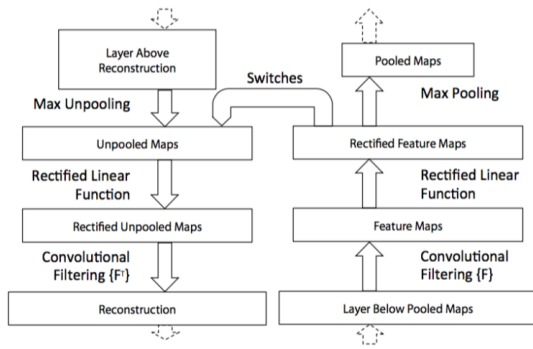 Layer Above
Reconstruction
Max Unpooling
Unpooled Maps
Rectified Linear
Function
Rectified Unpooled Maps
Convolutional
Filtering {Fᵀ}
Reconstruction
Switches
Pooled Maps
Max Pooling
Rectified Feature Maps
Rectified Linear
Function
Feature Maps
Convolutional
Filtering {F}
Layer Below Pooled Maps